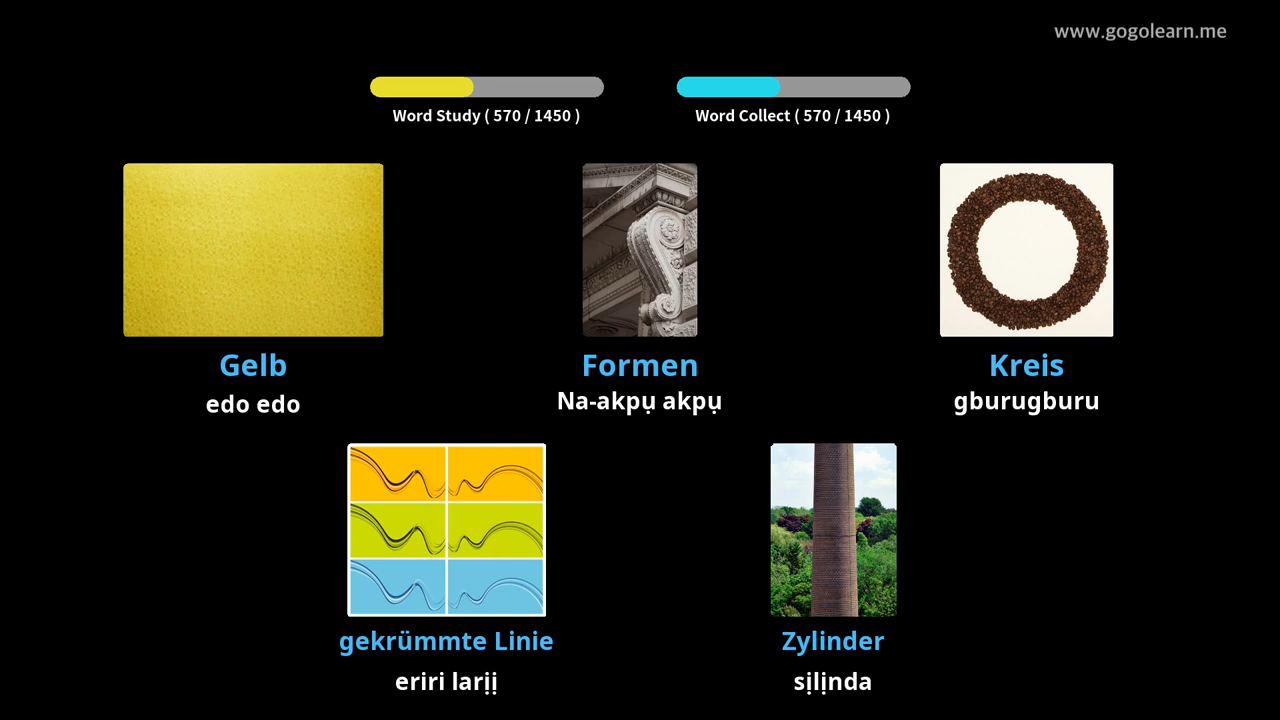 www.gogolearn.me
Word Study ( 570 / 1450 )
Word Collect ( 570 / 1450 )
Gelb
edo edo
Formen
Na-akpụ akpụ
Kreis
gburugburu
gekrümmte Linie
eriri larịị
Zylinder
sịlịnda